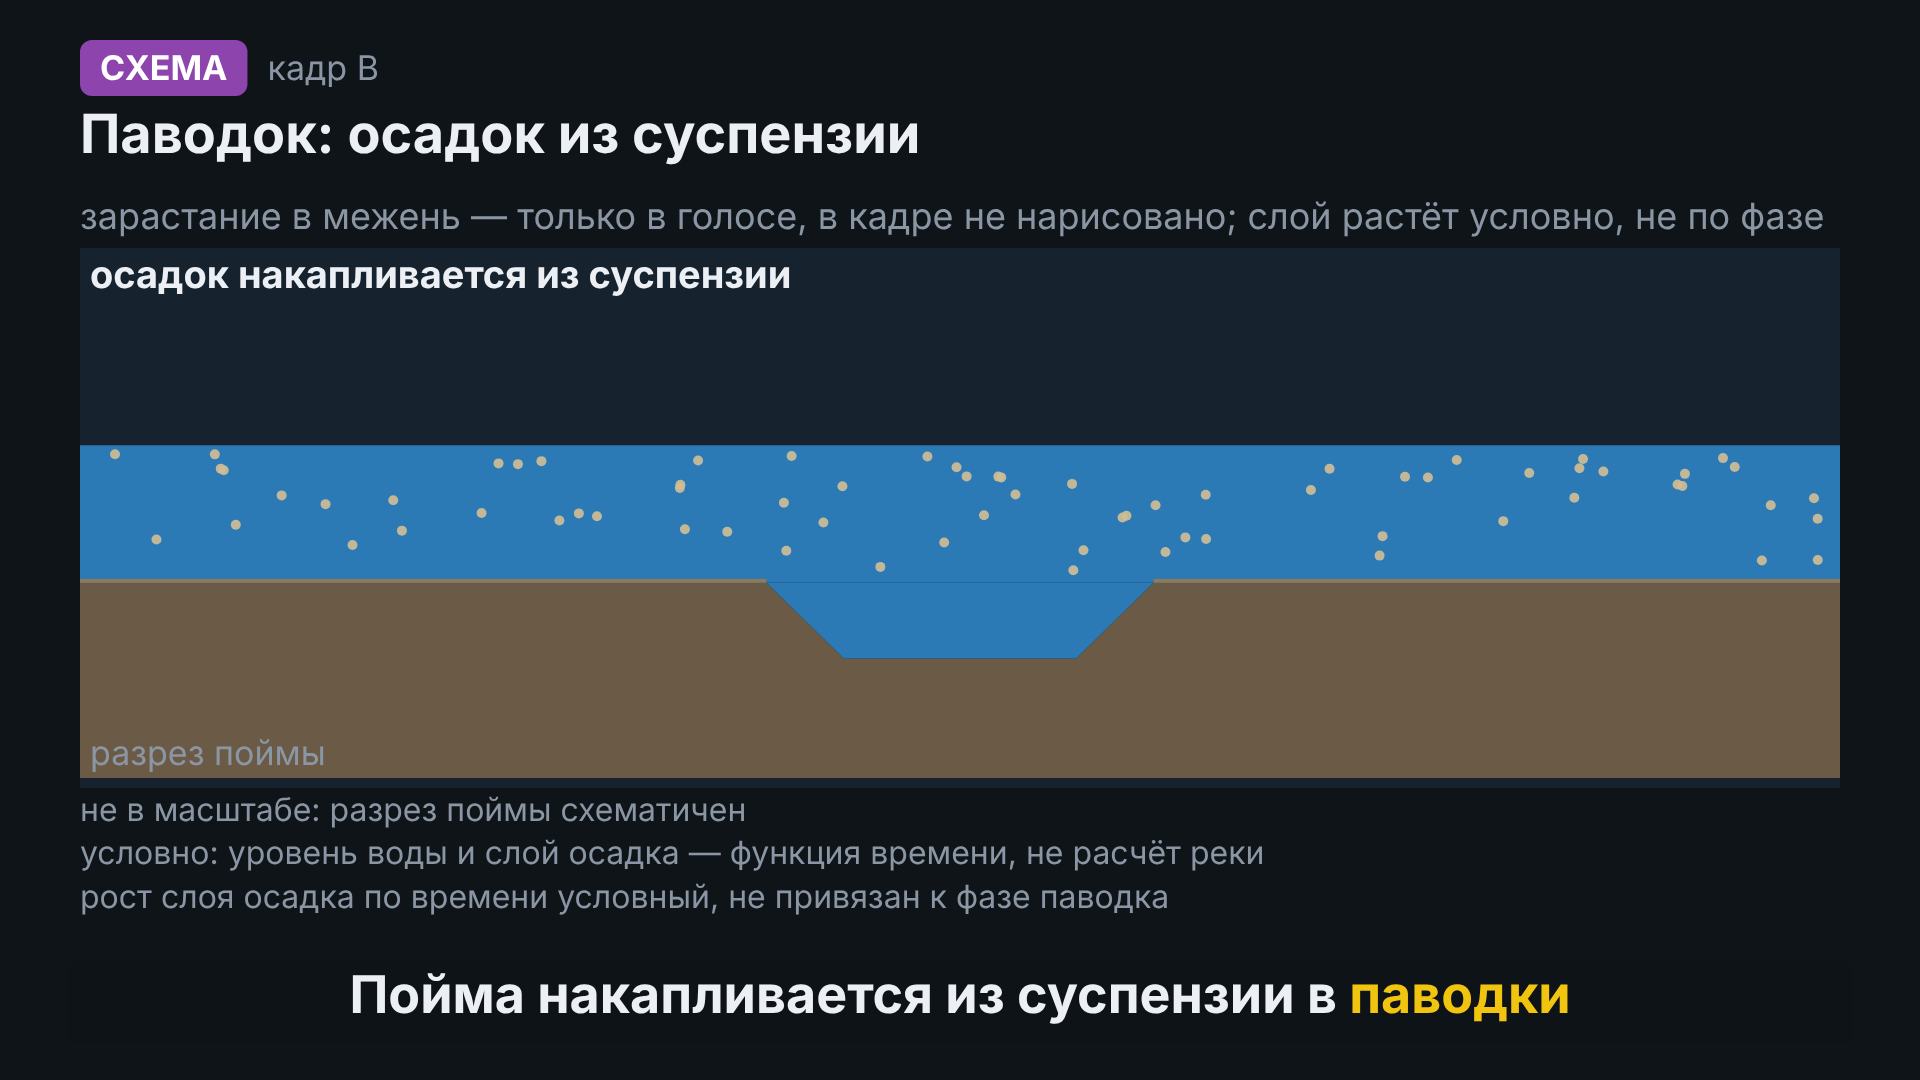 СХЕМА кадр B
Паводок: осадок из суспензии
зарастание в межень — только в голосе, в кадре не нарисовано; слой растёт условно, не по фазе
осадок накапливается из суспензии
разрез поймы
не в масштабе: разрез поймы схематичен
условно: уровень воды и слой осадка — функция времени, не расчёт реки
рост слоя осадка по времени условный, не привязан к фазе паводка
Пойма накапливается из суспензии в паводки